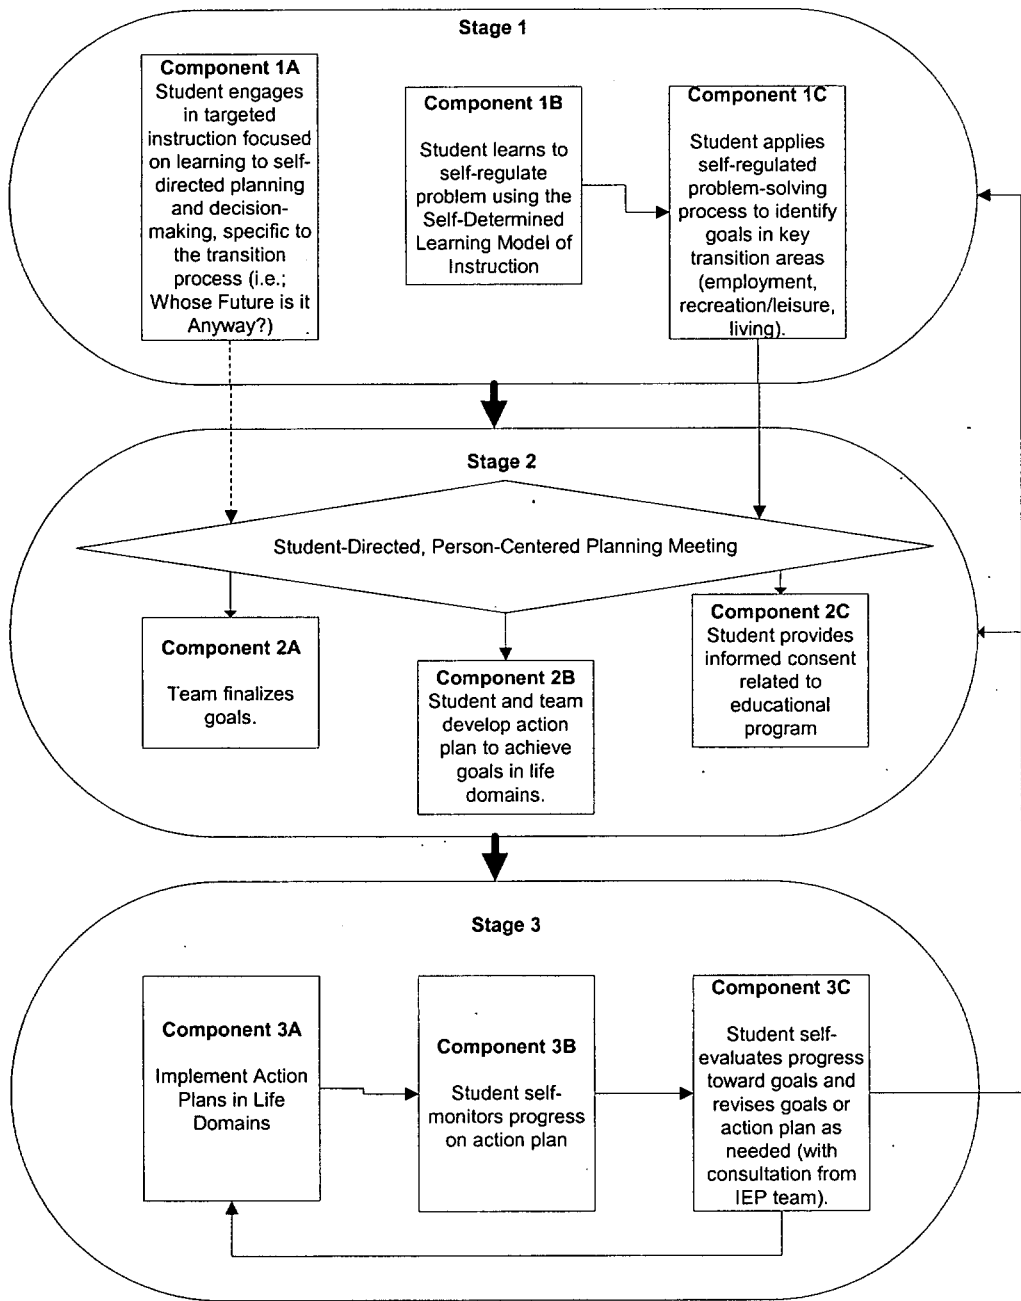 Stage 1
Component 1A
Student engages
in targeted
instruction focused
on learning to self-
directed planning
and decision-
making, specific to
the transition
process (i.e.;
Whose Future is it
Anyway?)
Component 1B
Student learns to
self-regulate
problem using the
Self-Determined
Learning Model of
Instruction
Component 1C
Student applies
self-regulated
problem-solving
process to identify
goals in key
transition areas
(employment,
recreation/leisure,
living).
Stage 2
Student-Directed, Person-Centered Planning Meeting
Component 2A
Team finalizes
goals.
Component 2B
Student and team
develop action
plan to achieve
goals in life
domains.
Component 2C
Student provides
informed consent
related to
educational
program
Stage 3
Component 3A
Implement Action
Plans in Life
Domains
Component 3B
Student self-
monitors progress
on action plan
Component 3C
Student self-
evaluates progress
toward goals and
revises goals or
action plan as
needed (with
consultation from
IEP team).